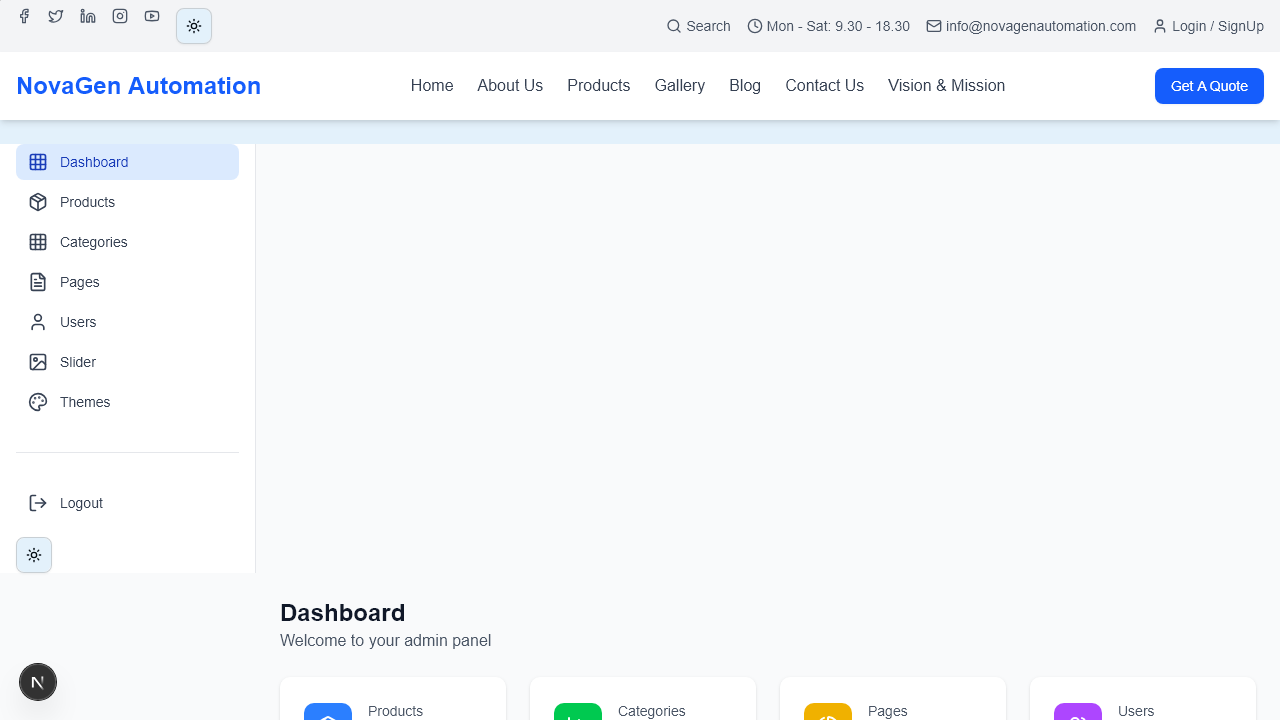 Search
Mon - Sat: 9.30 - 18.30
info@novagenautomation.com
Login / SignUp
NovaGen Automation
Home
About Us
Products
Gallery
Blog
Contact Us
Vision & Mission
Get A Quote
Dashboard
Products
Categories
Pages
Users
Slider
Themes
Logout
Dashboard
Welcome to your admin panel
Products
Categories
Pages
Users
N